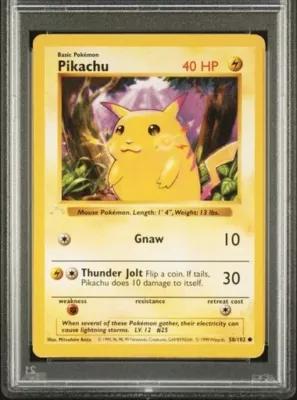 Basic Pokémon
Pikachu 40 HP
Mouse Pokémon. Length: 1' 4", Weight: 13 lbs.
Gnaw 10
Thunder Jolt Flip a coin. If tails, 30
Pikachu does 10 damage to itself.
weakness resistance retreat cost
When several of these Pokémon gather, their electricity can
cause lightning storms. LV. 12 #25
Illus. Mitsuhiro Arita 58/102